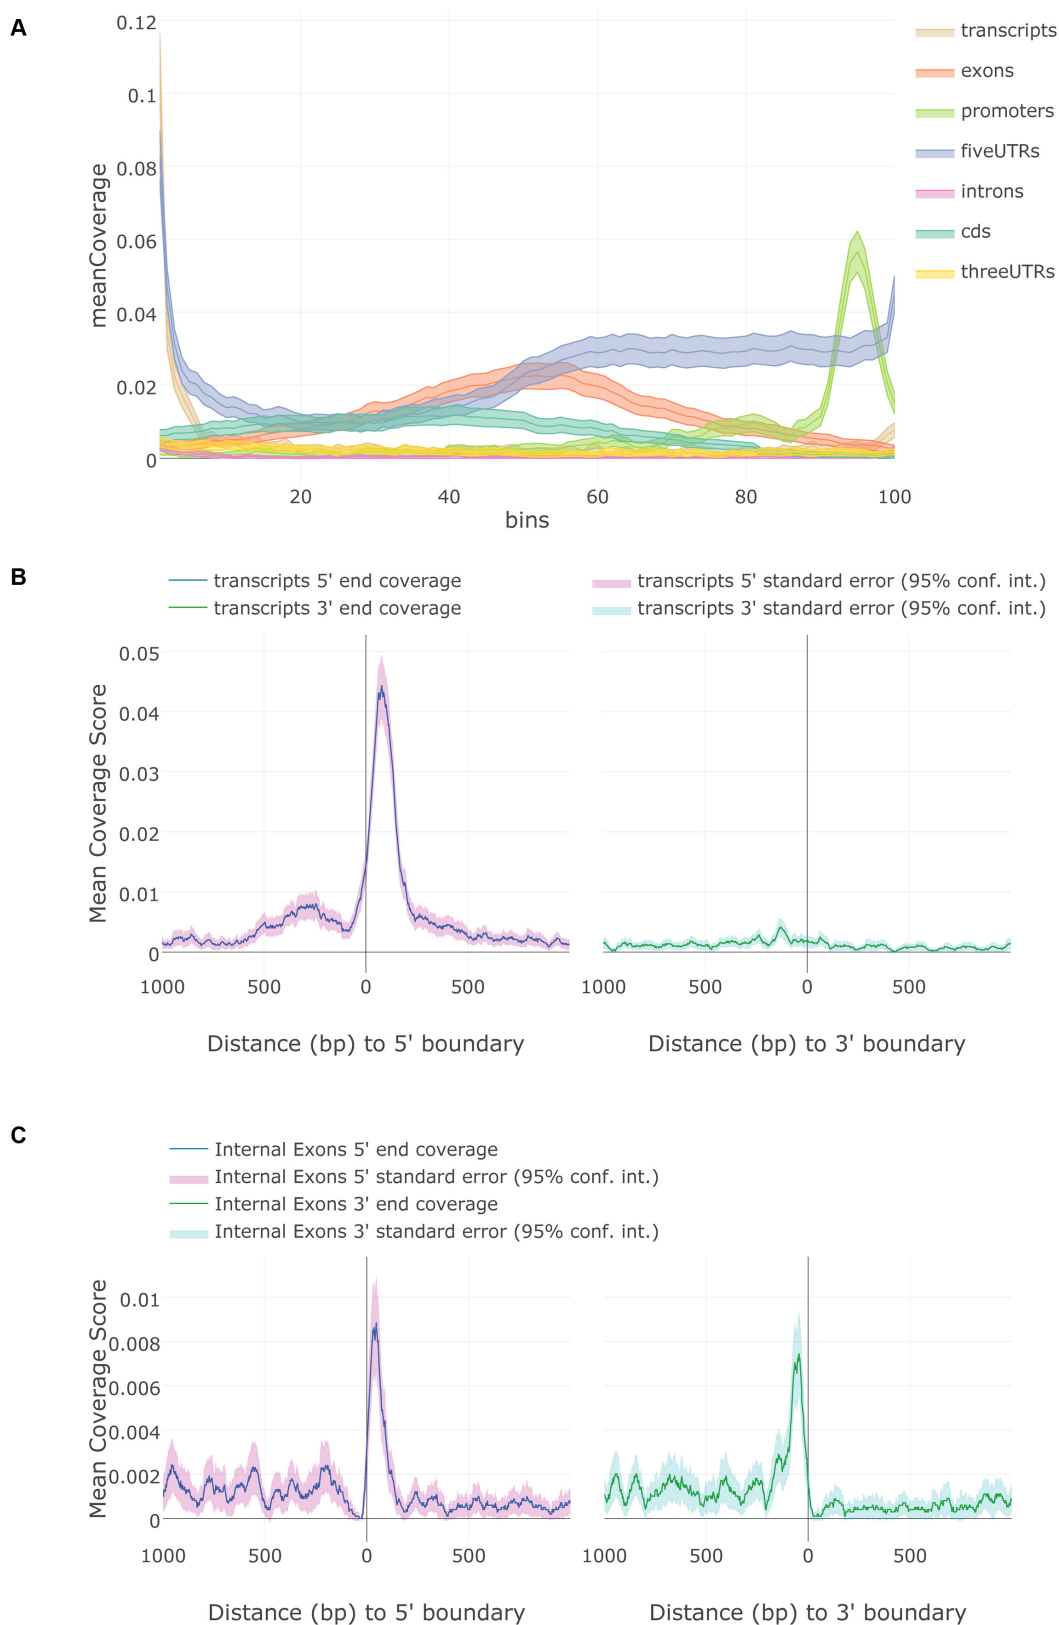 A
0.12
0.1
0.08
0.06
0.04
0.02
0
meanCoverage
20
40
60
80
100
bins
transcripts
exons
promoters
fiveUTRs
introns
cds
threeUTRs
B
transcripts 5' end coverage
transcripts 3' end coverage
transcripts 5' standard error (95% conf. int.)
transcripts 3' standard error (95% conf. int.)
0.05
0.04
0.03
0.02
0.01
0
Mean Coverage Score
1000
500
0
500
1000
500
0
500
Distance (bp) to 5' boundary
Distance (bp) to 3' boundary
C
Internal Exons 5' end coverage
Internal Exons 5' standard error (95% conf. int.)
Internal Exons 3' end coverage
Internal Exons 3' standard error (95% conf. int.)
0.01
0.008
0.006
0.004
0.002
0
Mean Coverage Score
1000
500
0
500
1000
500
0
500
Distance (bp) to 5' boundary
Distance (bp) to 3' boundary